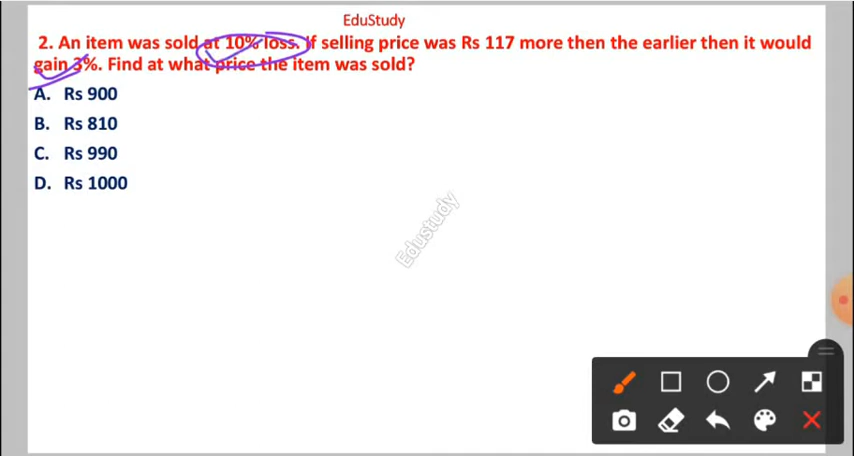 EduStudy
2. An item was sold at 10% loss. If selling price was Rs 117 more then the earlier then it would
gain 3%. Find at what price the item was sold?
A. Rs 900
B. Rs 810
C. Rs 990
D. Rs 1000
Edustudy